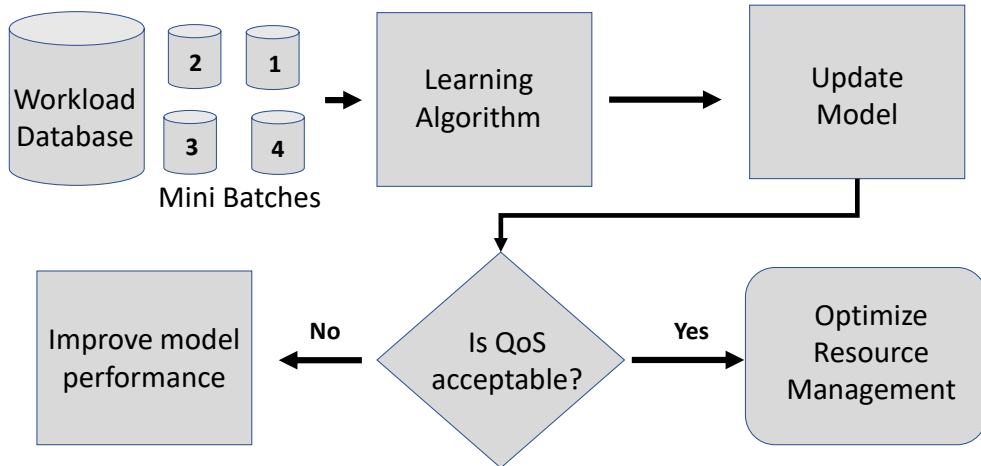 Workload
Database
2
1
3
4
Mini Batches
Learning
Algorithm
Update
Model
Improve model
performance
No
Is QoS
acceptable?
Yes
Optimize
Resource
Management